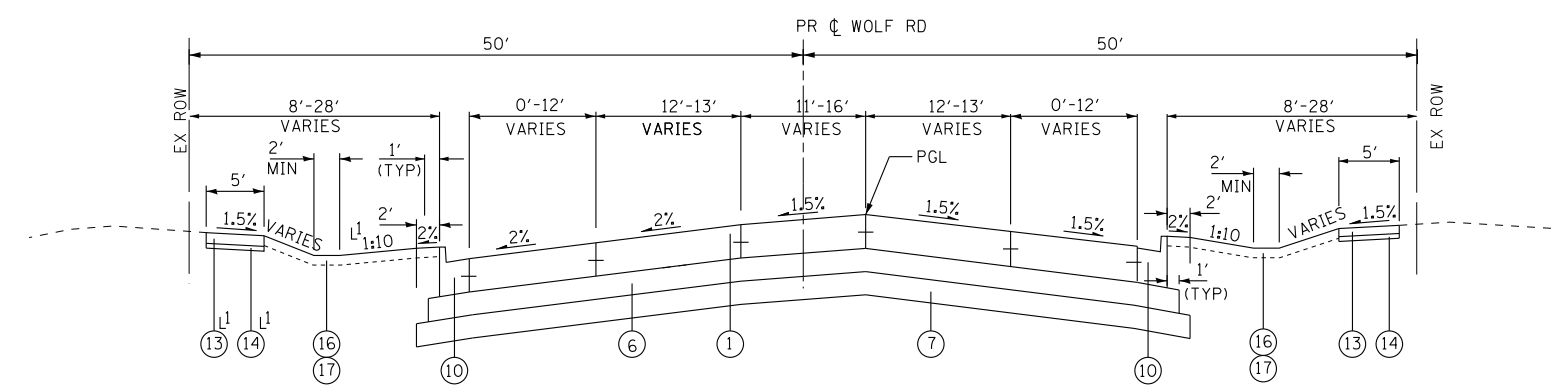 PR ℄ WOLF RD
50' 50'
EX ROW
8'-28'
VARIES
0'-12'
VARIES
12'-13'
VARIES
11'-16'
VARIES
12'-13'
VARIES
0'-12'
VARIES
8'-28'
VARIES
EX ROW
2'
MIN
1'
(TYP)
PGL
2'
MIN
5'
5'
1.5%
VARIES
L1
1:10
2'
2%
2%
2%
1.5%
1.5%
1.5%
2%
2'
1:10
VARIES
1.5%
1'
(TYP)
13
L1
14
L1
16
17
10
6
1
7
10
16
17
13
14